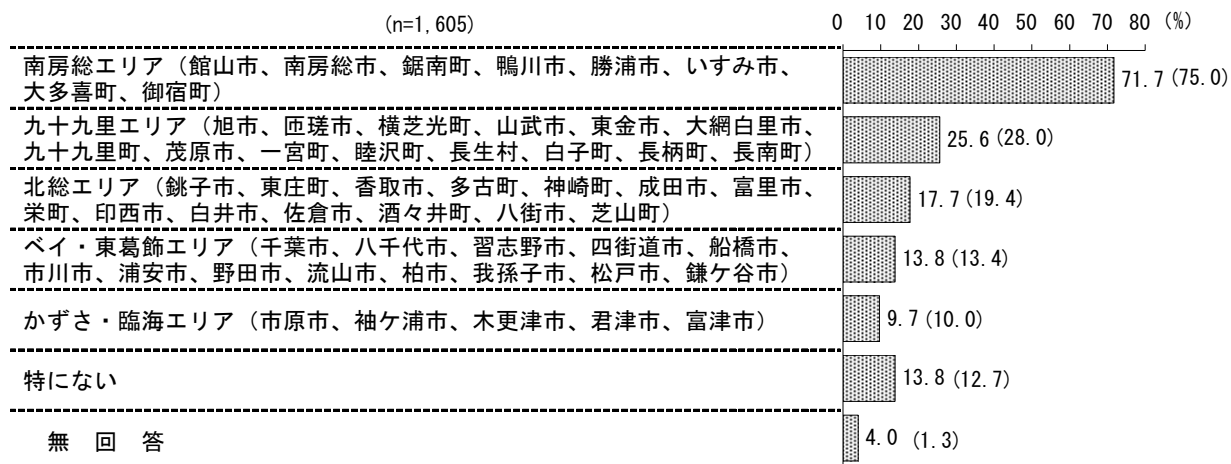 (n=1,605)
0 10 20 30 40 50 60 70 80 (%)
南房総エリア（館山市、南房総市、鋸南町、鴨川市、勝浦市、いすみ市、
大多喜町、御宿町）
71.7 (75.0)
九十九里エリア（旭市、匝瑳市、横芝光町、山武市、東金市、大網白里市、
九十九里町、茂原市、一宮町、睦沢町、長生村、白子町、長柄町、長南町）
25.6 (28.0)
北総エリア（銚子市、東庄町、香取市、多古町、神崎町、成田市、富里市、
栄町、印西市、白井市、佐倉市、酒々井町、八街市、芝山町）
17.7 (19.4)
ベイ・東葛飾エリア（千葉市、八千代市、習志野市、四街道市、船橋市、
市川市、浦安市、野田市、流山市、柏市、我孫子市、松戸市、鎌ケ谷市）
13.8 (13.4)
かずさ・臨海エリア（市原市、袖ケ浦市、木更津市、君津市、富津市）
9.7 (10.0)
特にない
13.8 (12.7)
無　回　答
4.0 (1.3)